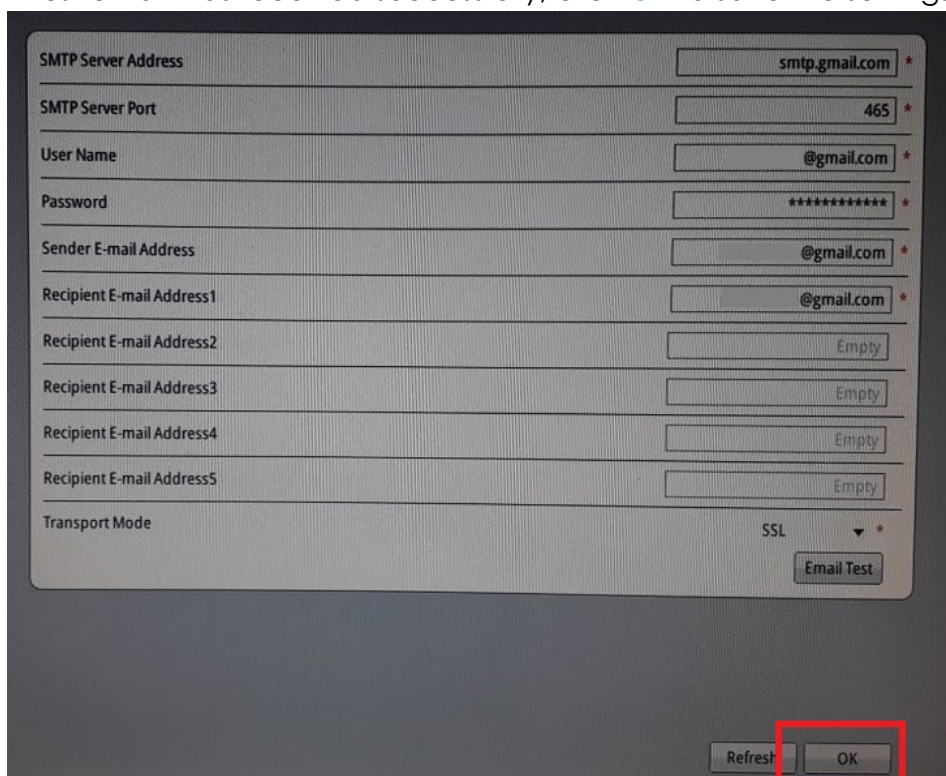 SMTP Server Address smtp.gmail.com *
SMTP Server Port 465 *
User Name @gmail.com *
Password ************ *
Sender E-mail Address @gmail.com *
Recipient E-mail Address1 @gmail.com *
Recipient E-mail Address2 Empty
Recipient E-mail Address3 Empty
Recipient E-mail Address4 Empty
Recipient E-mail Address5 Empty
Transport Mode SSL *
Email Test
Refresh OK